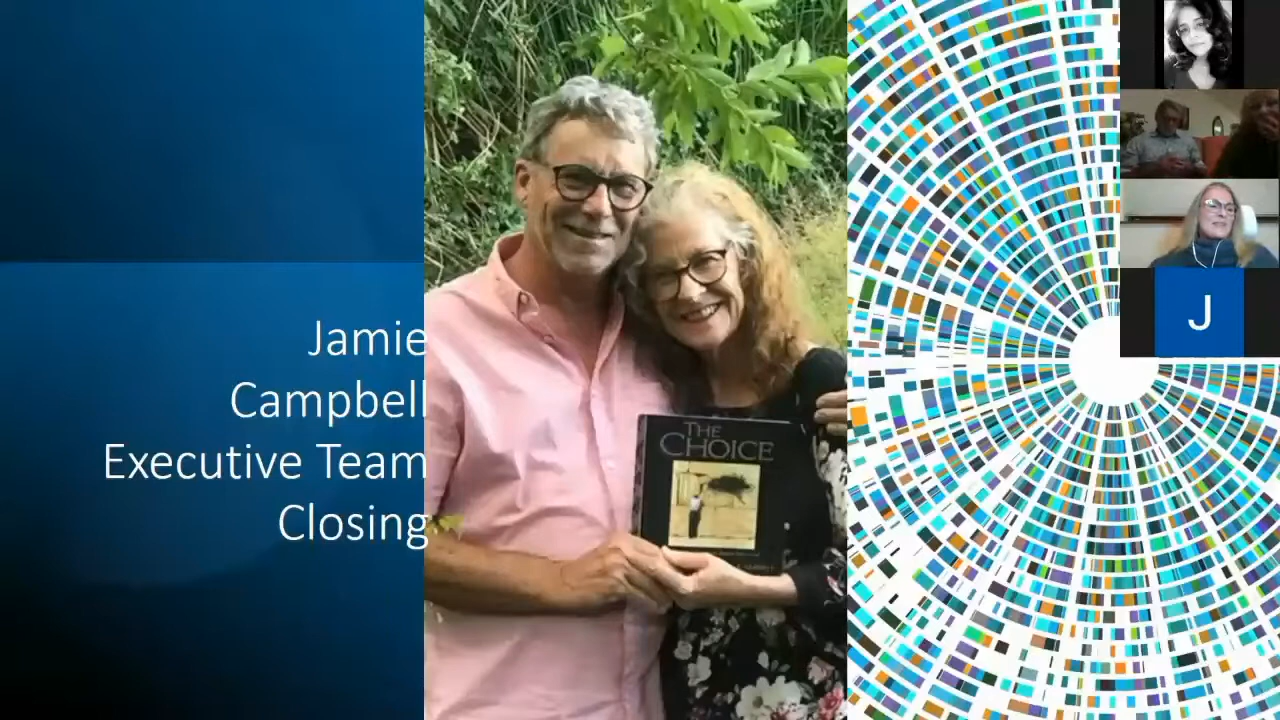 Jamie
Campbell
Executive Team
Closing
THE
CHOICE
J